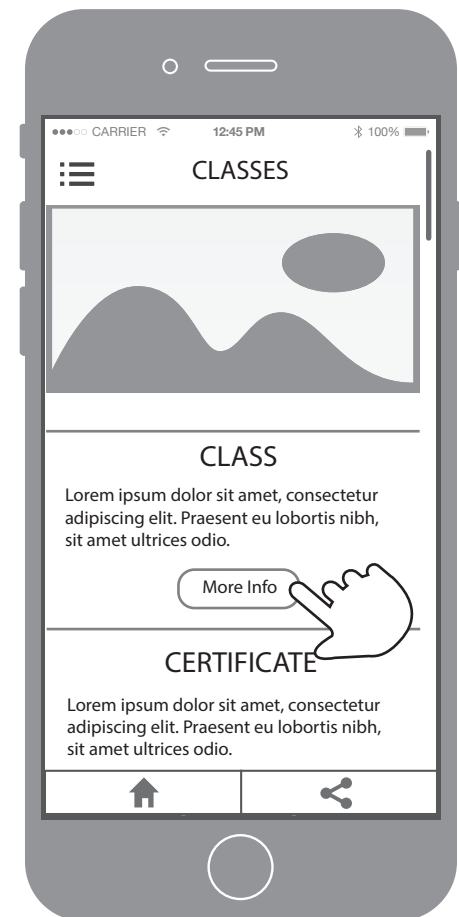 CARRIER 12:45 PM 100%
CLASSES
CLASS
Lorem ipsum dolor sit amet, consectetur
adipiscing elit. Praesent eu lobortis nibh,
sit amet ultrices odio.
More Info
CERTIFICATE
Lorem ipsum dolor sit amet, consectetur
adipiscing elit. Praesent eu lobortis nibh,
sit amet ultrices odio.